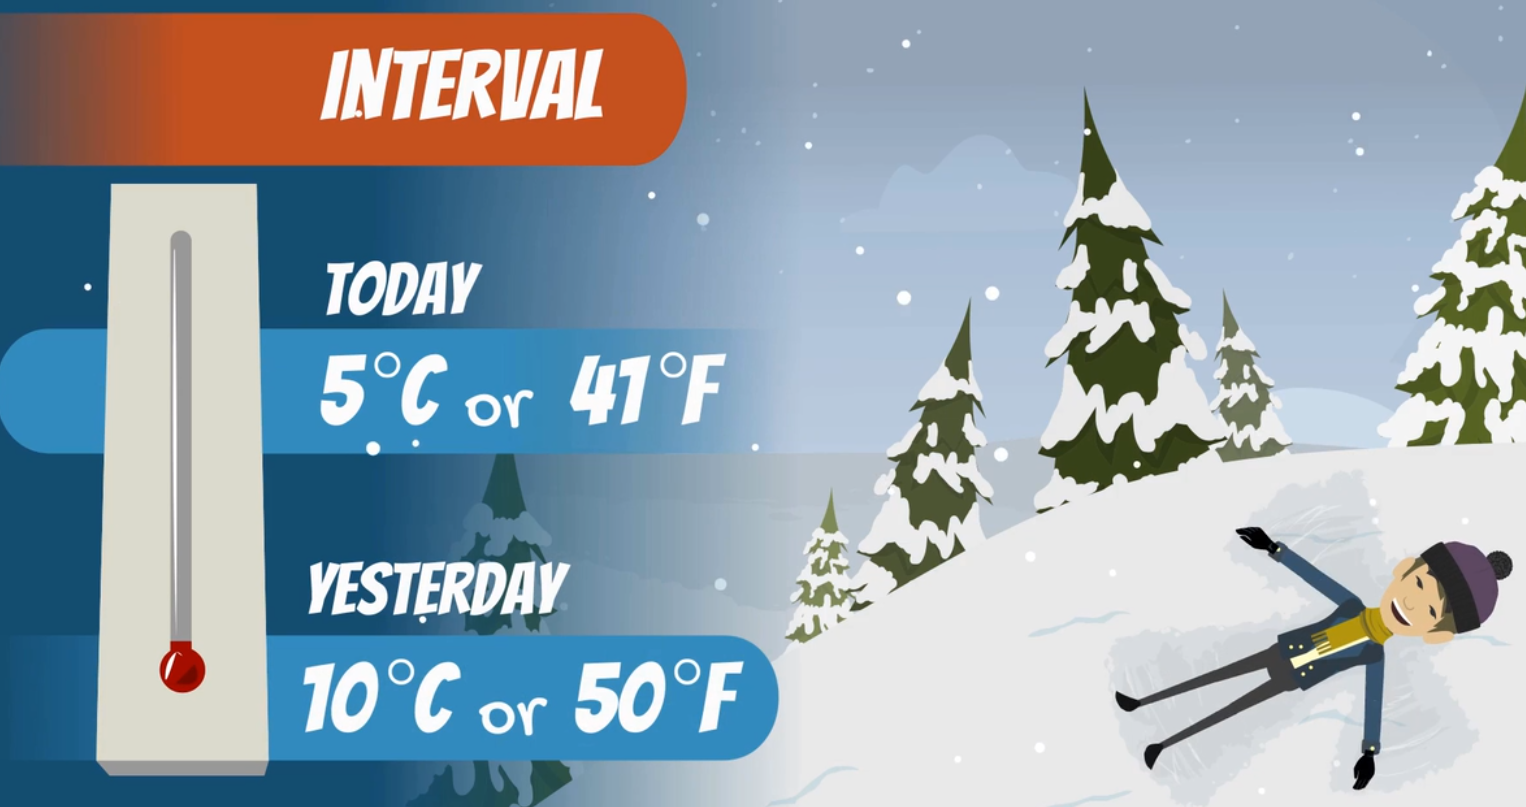 INTERVAL
TODAY
5°C or 41°F
YESTERDAY
10°C or 50°F